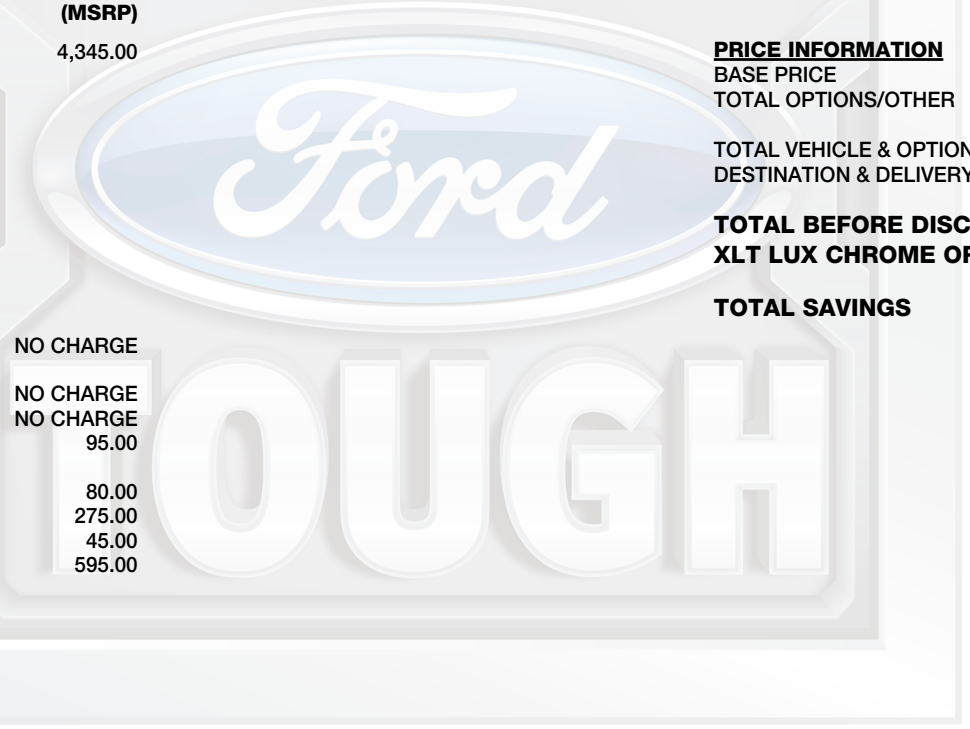 (MSRP)
4,345.00
NO CHARGE
NO CHARGE
NO CHARGE
95.00
80.00
275.00
45.00
595.00
PRICE INFORMATION
BASE PRICE
TOTAL OPTIONS/OTHER
TOTAL VEHICLE & OPTION
DESTINATION & DELIVERY
TOTAL BEFORE DISC
XLT LUX CHROME OP
TOTAL SAVINGS
Ford
TOUGH